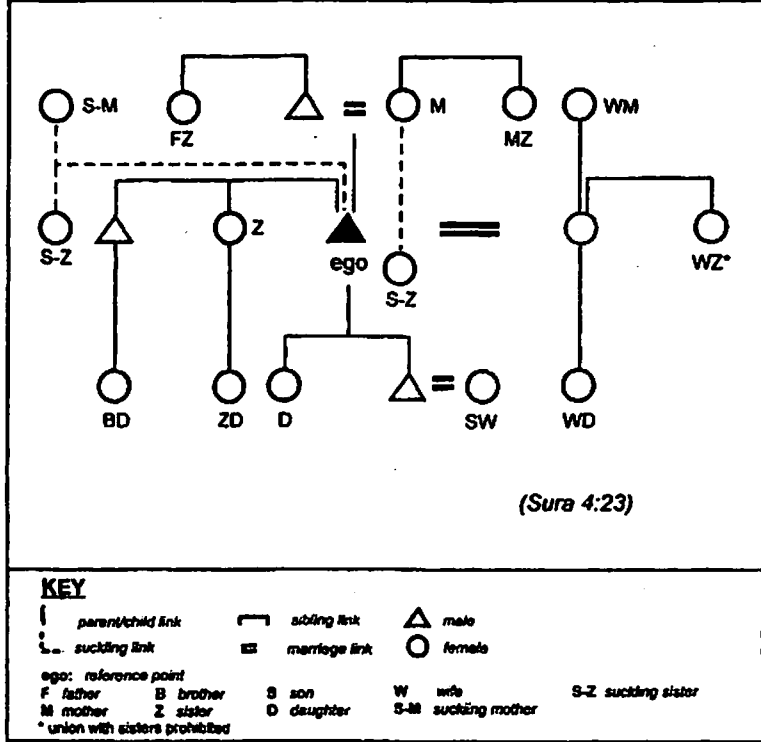 S-M FZ M MZ WM
S-Z Z ego S-Z WZ*
BD ZD D SW WD
(Sura 4:23)
KEY
parent/child link sibling link male
suckling link marriage link female
ego: reference point
F father B brother S son W wife S-Z suckling sister
M mother Z sister D daughter S-M suckling mother
* union with sisters prohibited